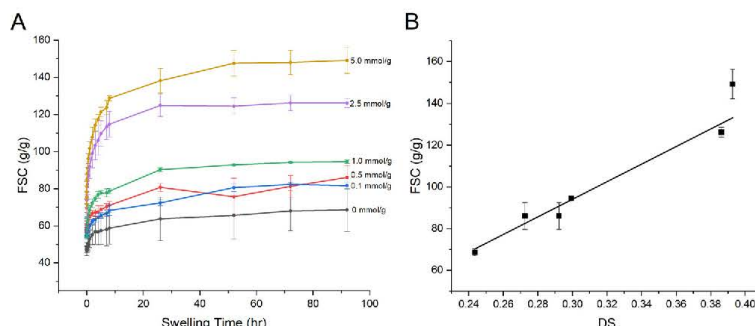 A
FSC (g/g)
160
140
120
100
80
60
40
5.0 mmol/g
2.5 mmol/g
1.0 mmol/g
0.5 mmol/g
0.1 mmol/g
0 mmol/g
0
20
40
60
80
100
Swelling Time (hr)
B
FSC (g/g)
160
140
120
100
80
60
0.24
0.26
0.28
0.30
0.32
0.34
0.36
0.38
0.40
DS